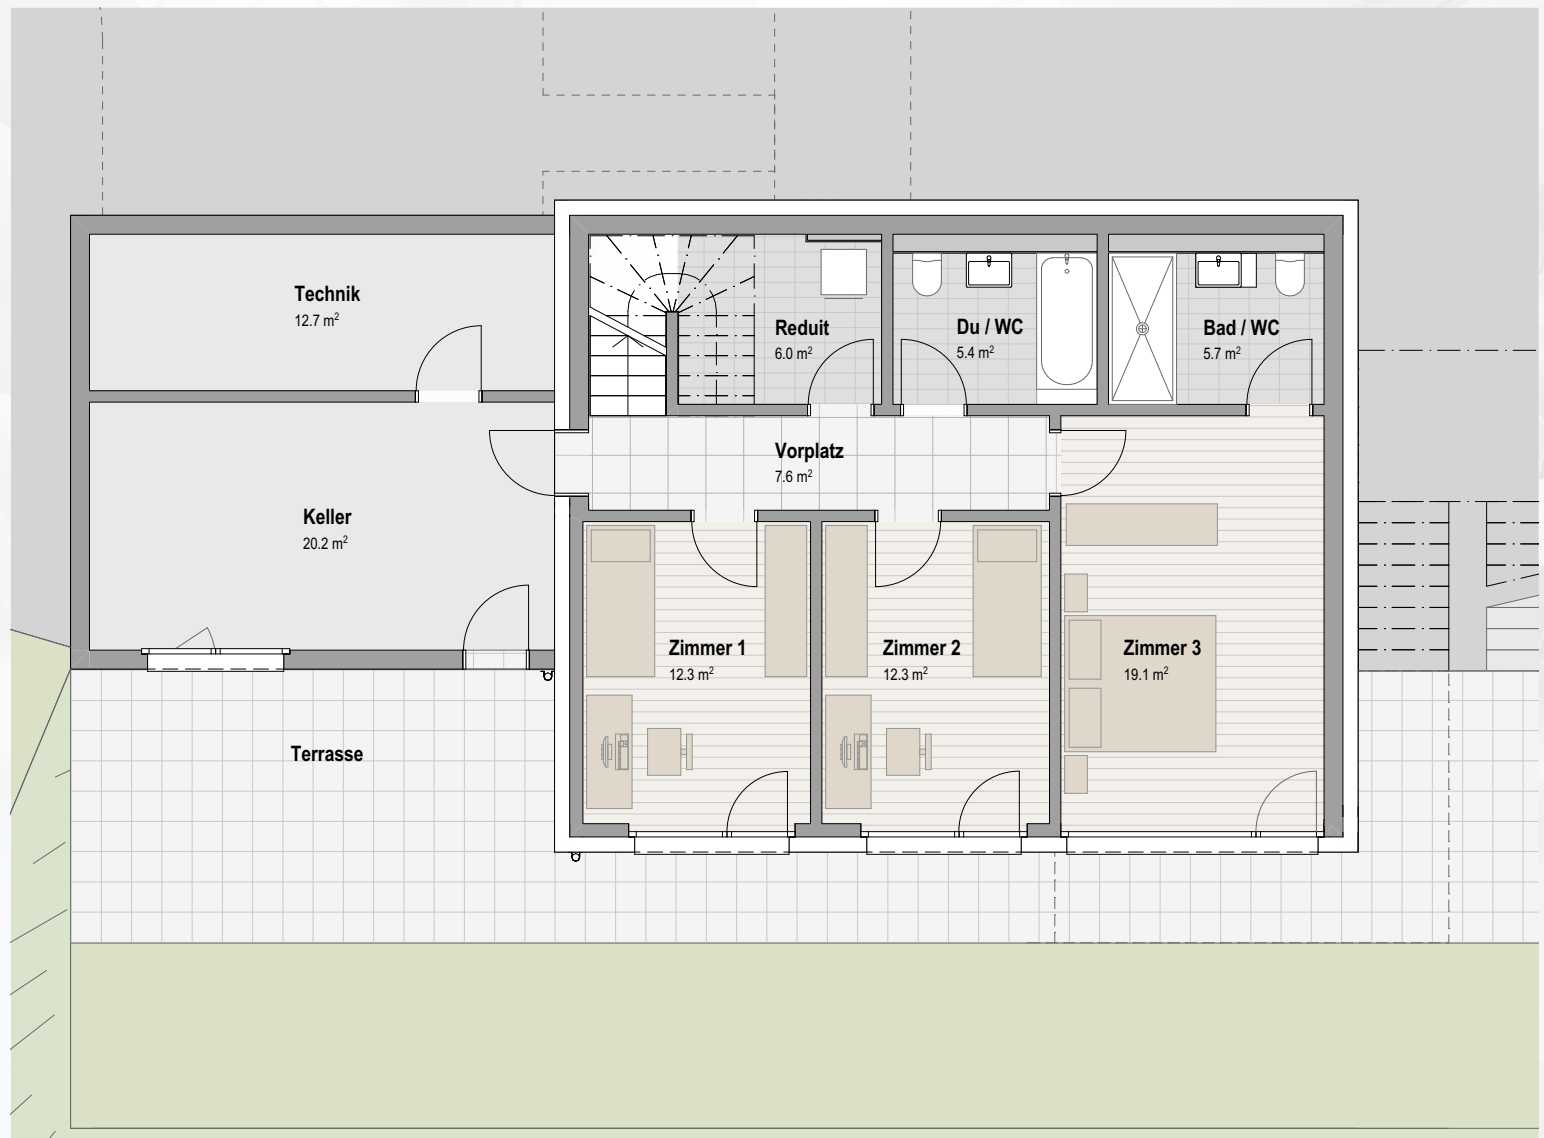 Technik
12.7 m²
Reduit
6.0 m²
Du / WC
5.4 m²
Bad / WC
5.7 m²
Vorplatz
7.6 m²
Keller
20.2 m²
Zimmer 1
12.3 m²
Zimmer 2
12.3 m²
Zimmer 3
19.1 m²
Terrasse